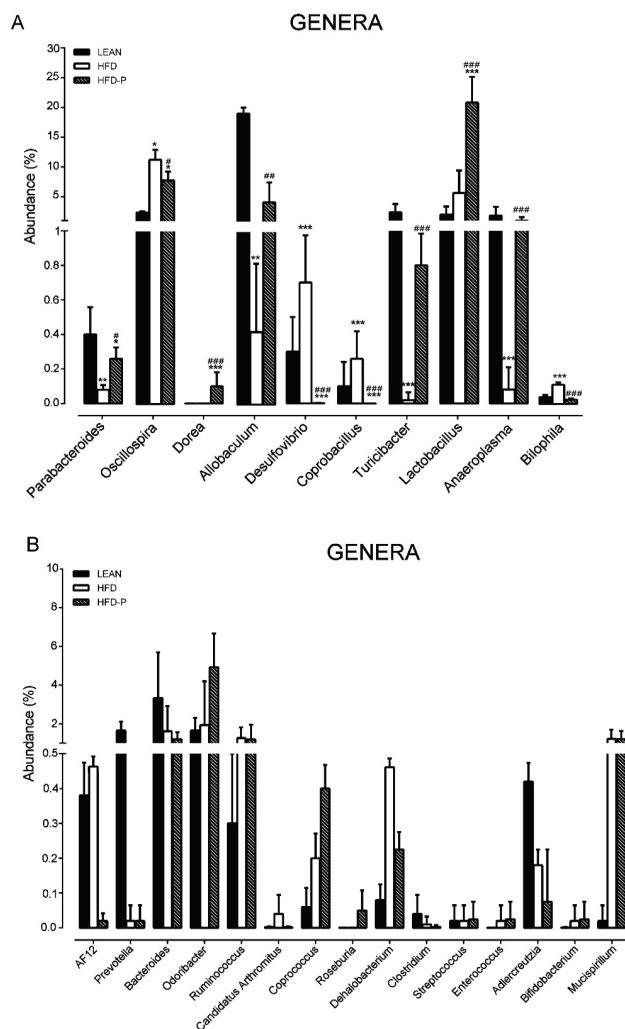 A
GENERA
LEAN
HFD
HFD-P
Abundance (%)
30
25
20
15
10
5
1
0.8
0.6
0.4
0.2
0.0
**
#
*
*
#
*
###
***
**
##
***
###
***
***
###
***
***
###
###
***
***
###
***
###
Parabacteroides
Oscillospira
Dorea
Allobaculum
Desulfovibrio
Coprobacillus
Turicibacter
Lactobacillus
Anaeroplasma
Bilophila
B
GENERA
LEAN
HFD
HFD-P
Abundance (%)
10
8
6
4
2
0.5
0.4
0.3
0.2
0.1
0.0
AF12
Prevotella
Bacteroides
Odoribacter
Ruminococcus
Candidatus Arthromitus
Coprococcus
Roseburia
Dehalobacterium
Clostridium
Streptococcus
Enterococcus
Adlercreutzia
Bifidobacterium
Mucispirillum